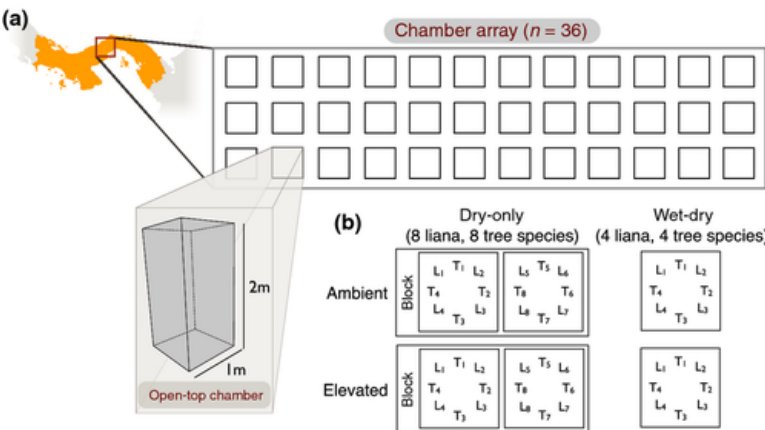 (a)
Chamber array (n = 36)
2m
1m
Open-top chamber
(b)
Dry-only
(8 liana, 8 tree species)
Wet-dry
(4 liana, 4 tree species)
Ambient
Block
L1 T1 L2
T4 T2
L4 T3 L3
L5 T5 L6
T8 T6
L8 T7 L7
L1 T1 L2
T4 T2
L4 T3 L3
Elevated
Block
L1 T1 L2
T4 T2
L4 T3 L3
L5 T5 L6
T8 T6
L8 T7 L7
L1 T1 L2
T4 T2
L4 T3 L3